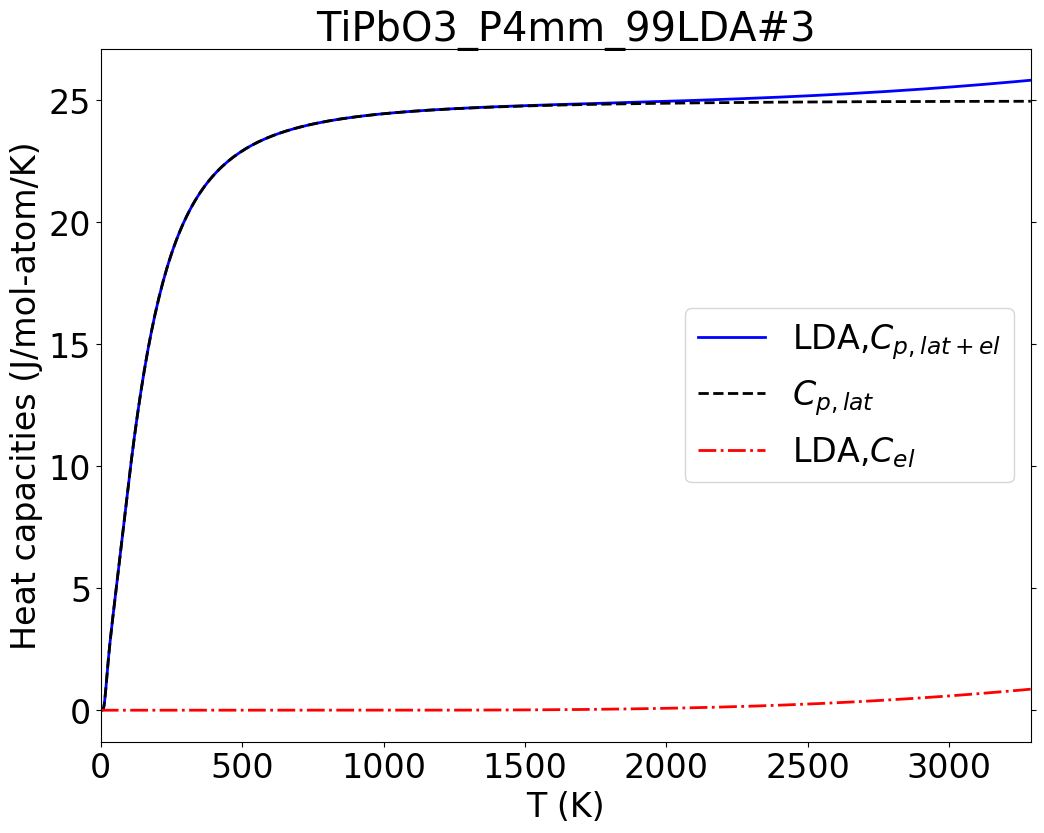 TiPbO3_P4mm_99LDA#3
Heat capacities (J/mol-atom/K)
25
20
15
10
5
0
LDA,C_{p,lat+el}
C_{p,lat}
LDA,C_{el}
0 500 1000 1500 2000 2500 3000
T (K)